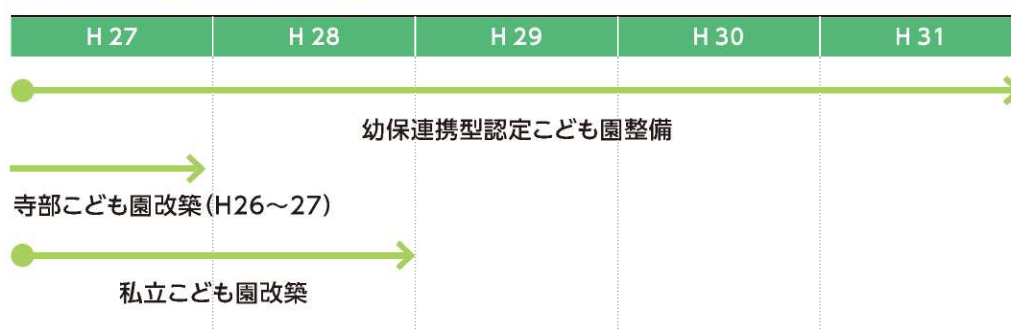 H 27 H 28 H 29 H 30 H 31
幼保連携型認定こども園整備
寺部こども園改築(H26～27)
私立こども園改築